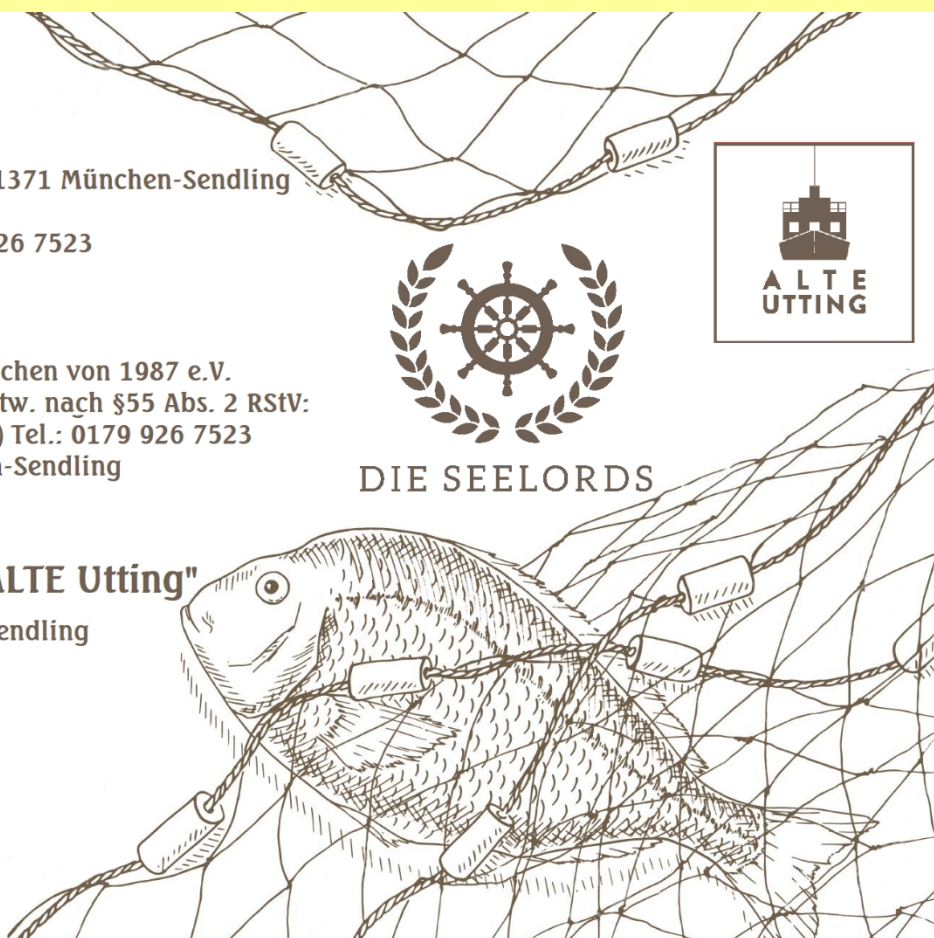 1371 München-Sendling
26 7523
ALTE
UTTING
chen von 1987 e.V.
tw. nach §55 Abs. 2 RStV:
) Tel.: 0179 926 7523
-Sendling
DIE SEELORDS
ALTE Utting"
endling